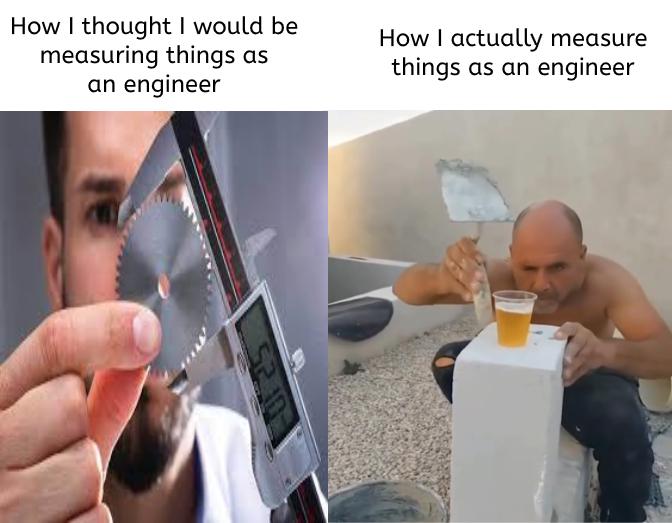 How I thought I would be
measuring things as
an engineer
How I actually measure
things as an engineer